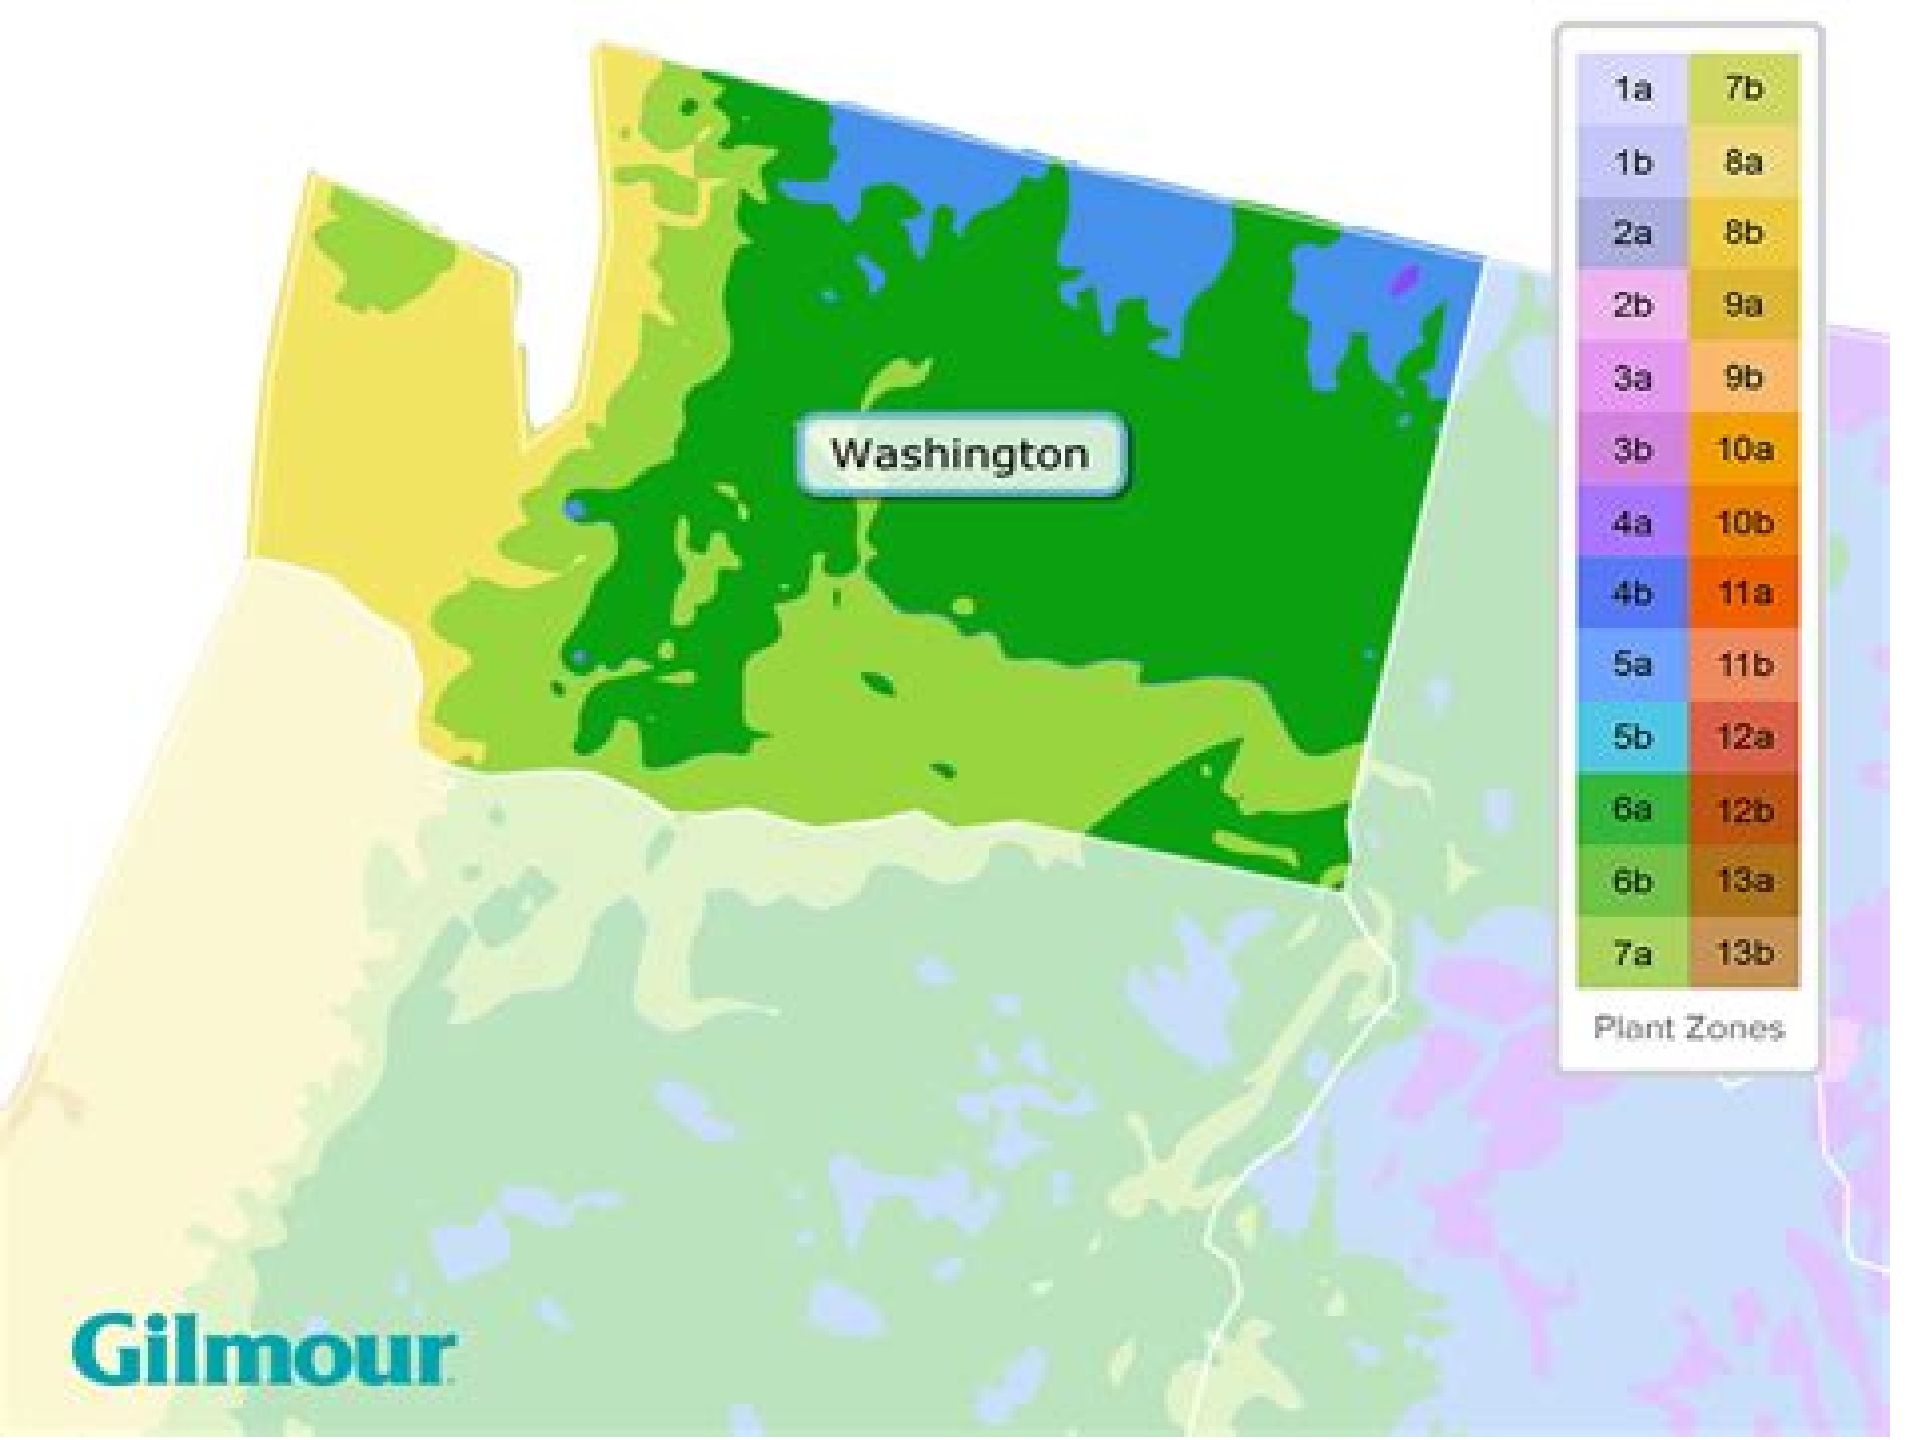 Washington
1a 7b
1b 8a
2a 8b
2b 9a
3a 9b
3b 10a
4a 10b
4b 11a
5a 11b
5b 12a
6a 12b
6b 13a
7a 13b
Plant Zones
Gilmour